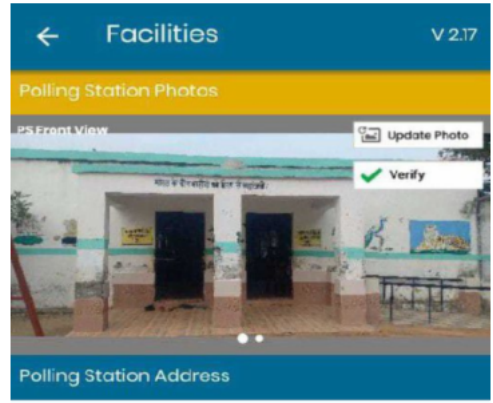 Facilities
V 2.17
Polling Station Photos
PS Front View
Update Photo
Verify
Polling Station Address